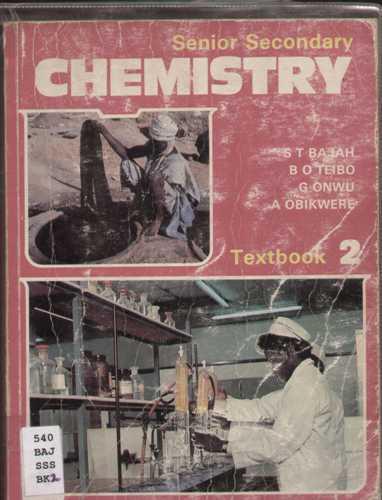 Senior Secondary
CHEMISTRY
S T BAJAH
B O TEIBO
G ONWU
A OBIKWERE
Textbook 2
540
BAJ
SSS
BK2